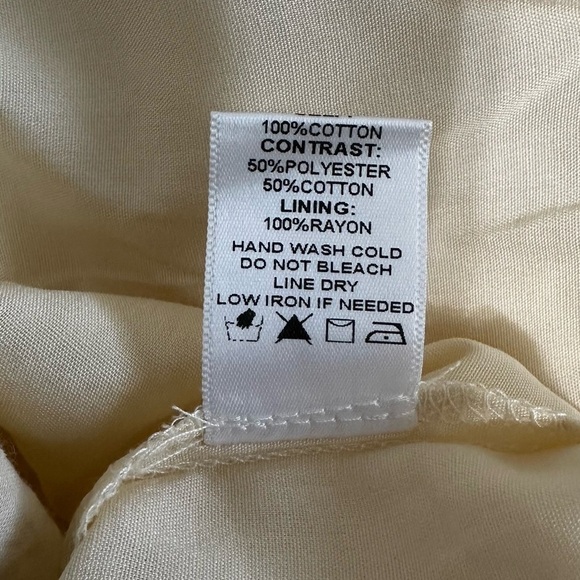 100%COTTON
CONTRAST:
50%POLYESTER
50%COTTON
LINING:
100%RAYON
HAND WASH COLD
DO NOT BLEACH
LINE DRY
LOW IRON IF NEEDED